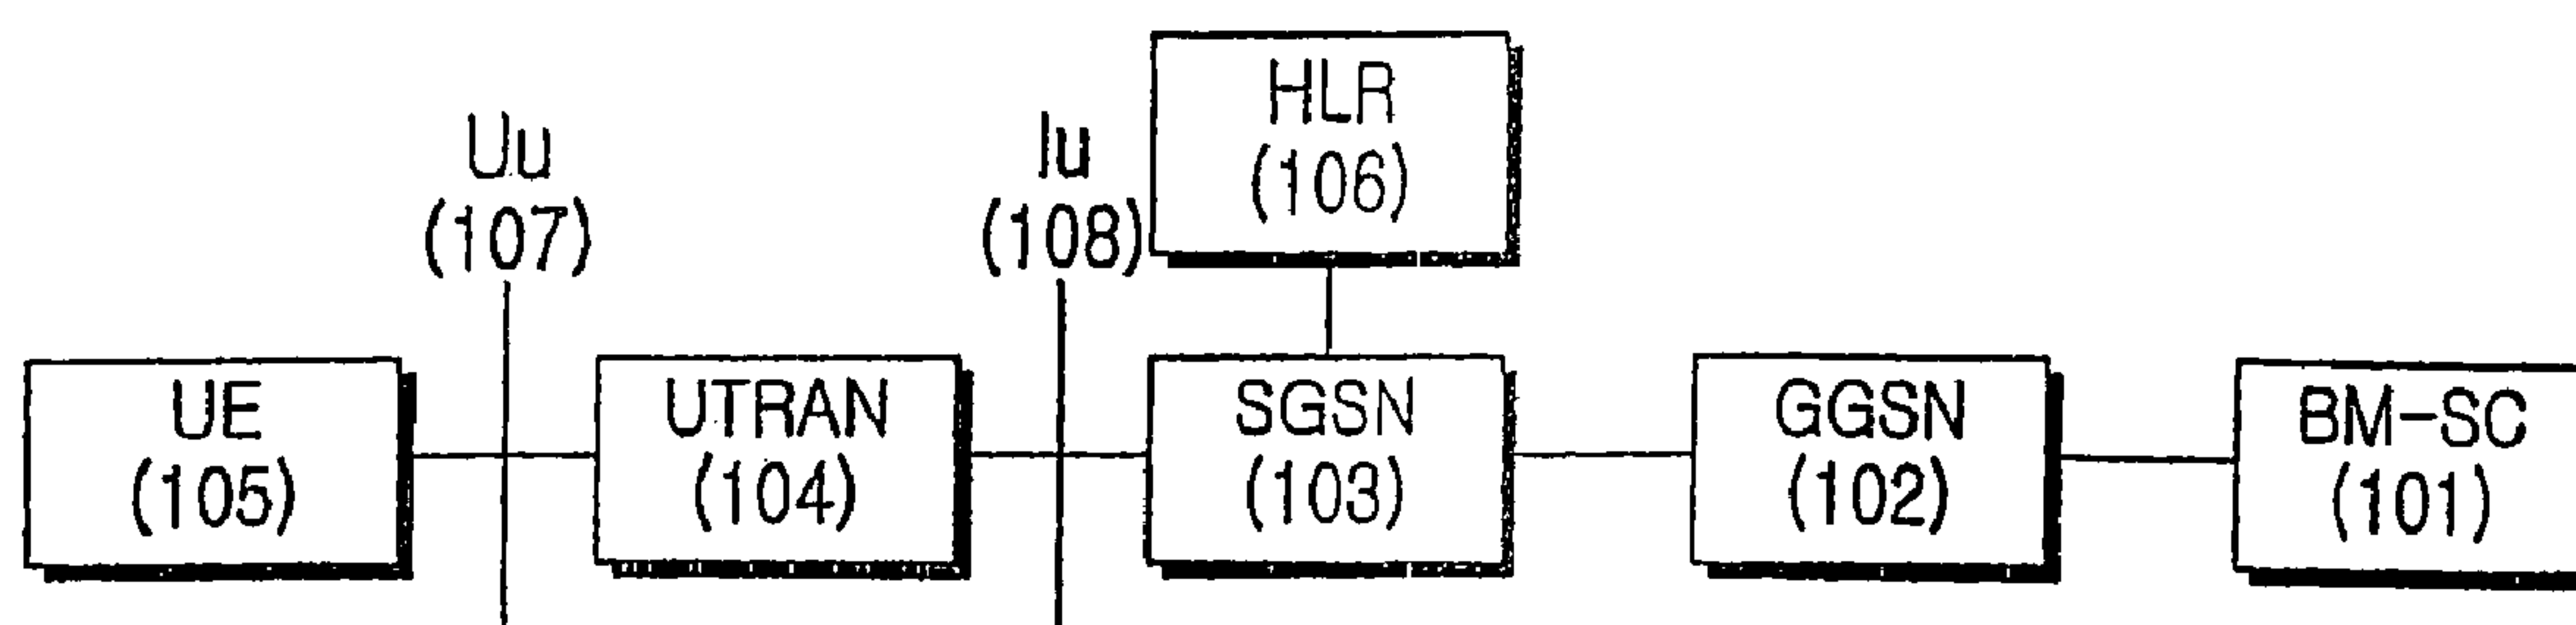 HLR
(106)
Uu
(107)
Iu
(108)
UE
(105)
UTRAN
(104)
SGSN
(103)
GGSN
(102)
BM-SC
(101)